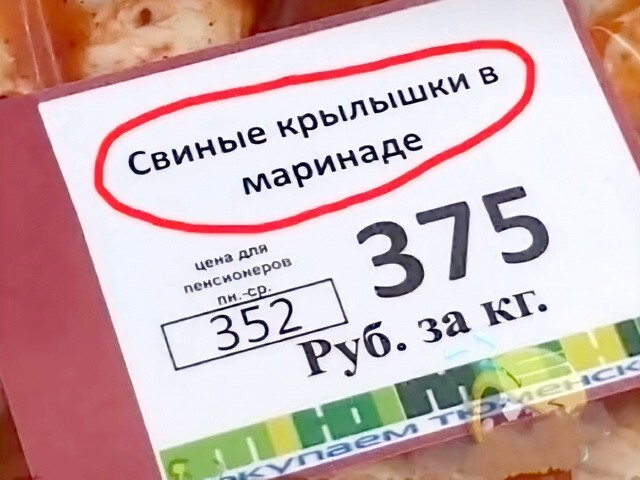 Свиные крылышки в
маринаде
цена для
пенсионеров
пн.-ср.
352
375
Руб. за кг.